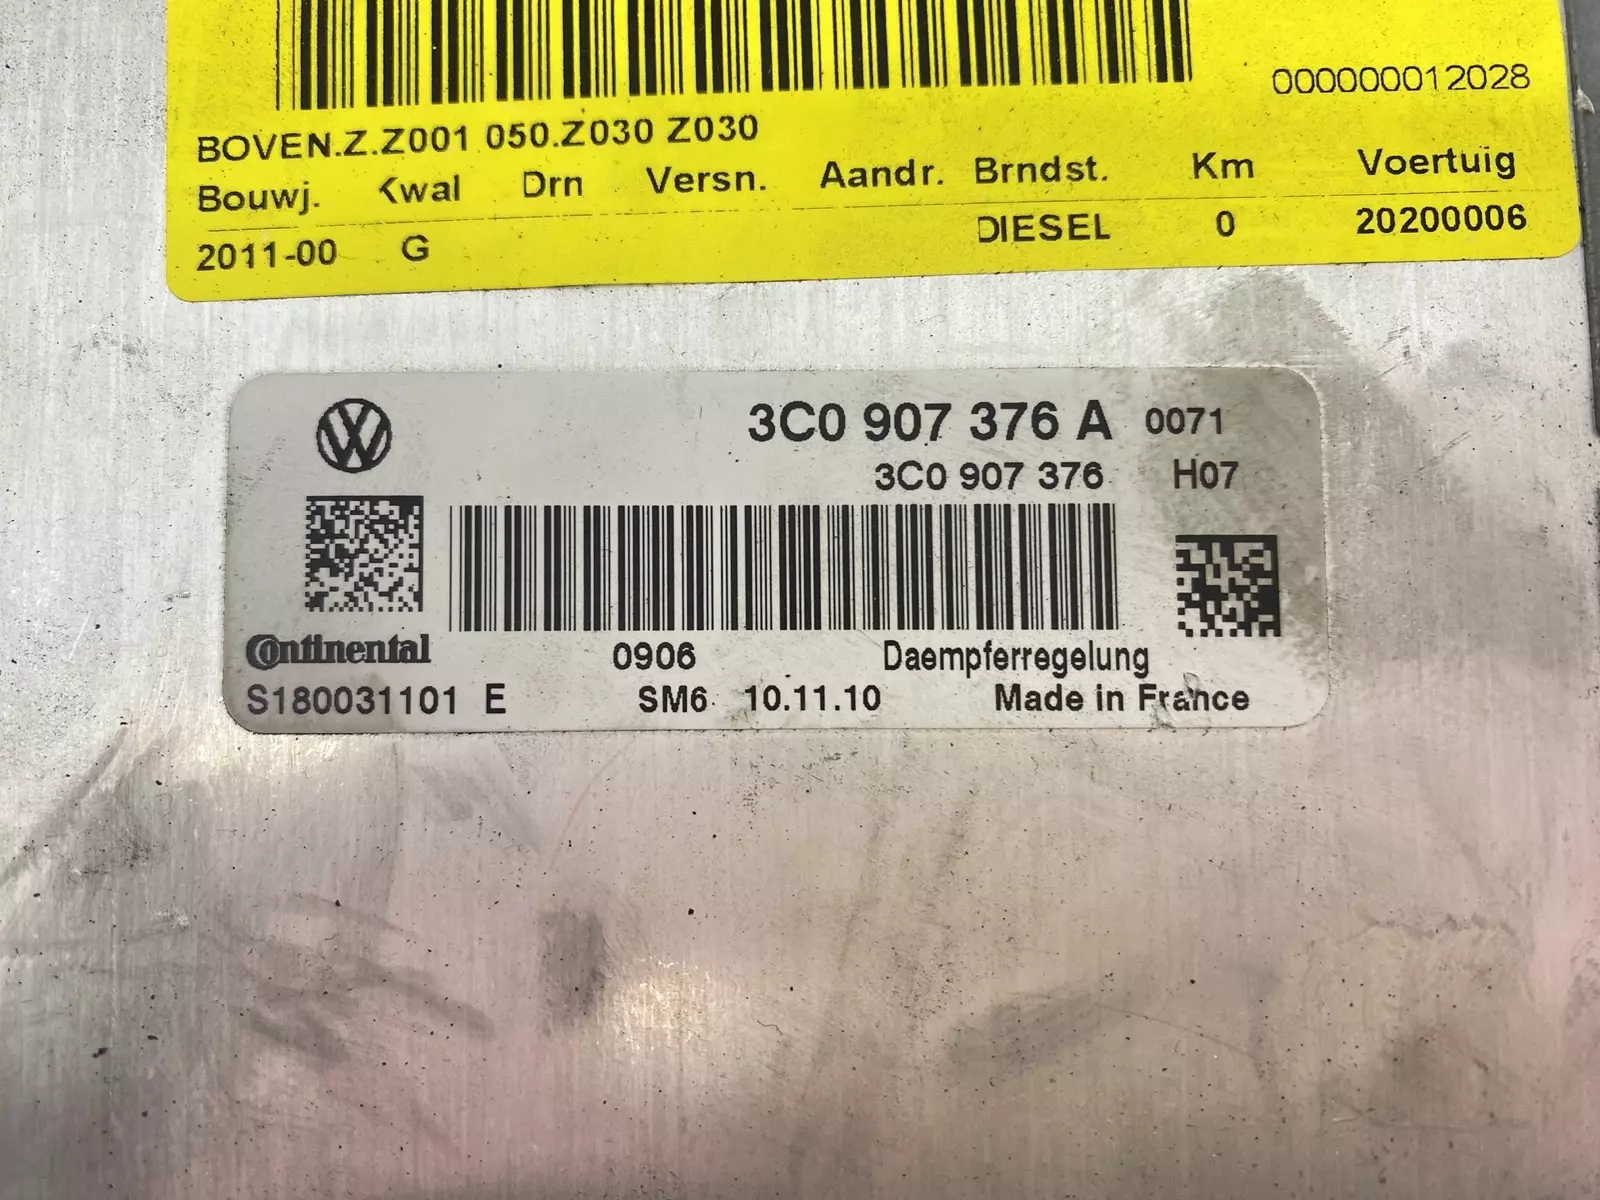 000000012028
BOVEN.Z.Z001 050.Z030 Z030
Bouwj. Kwal Drn Versn. Aandr. Brndst. Km Voertuig
2011-00 G DIESEL 0 20200006
3C0 907 376 A 0071
3C0 907 376 H07
Continental 0906 Daempferregelung
S180031101 E SM6 10.11.10 Made in France